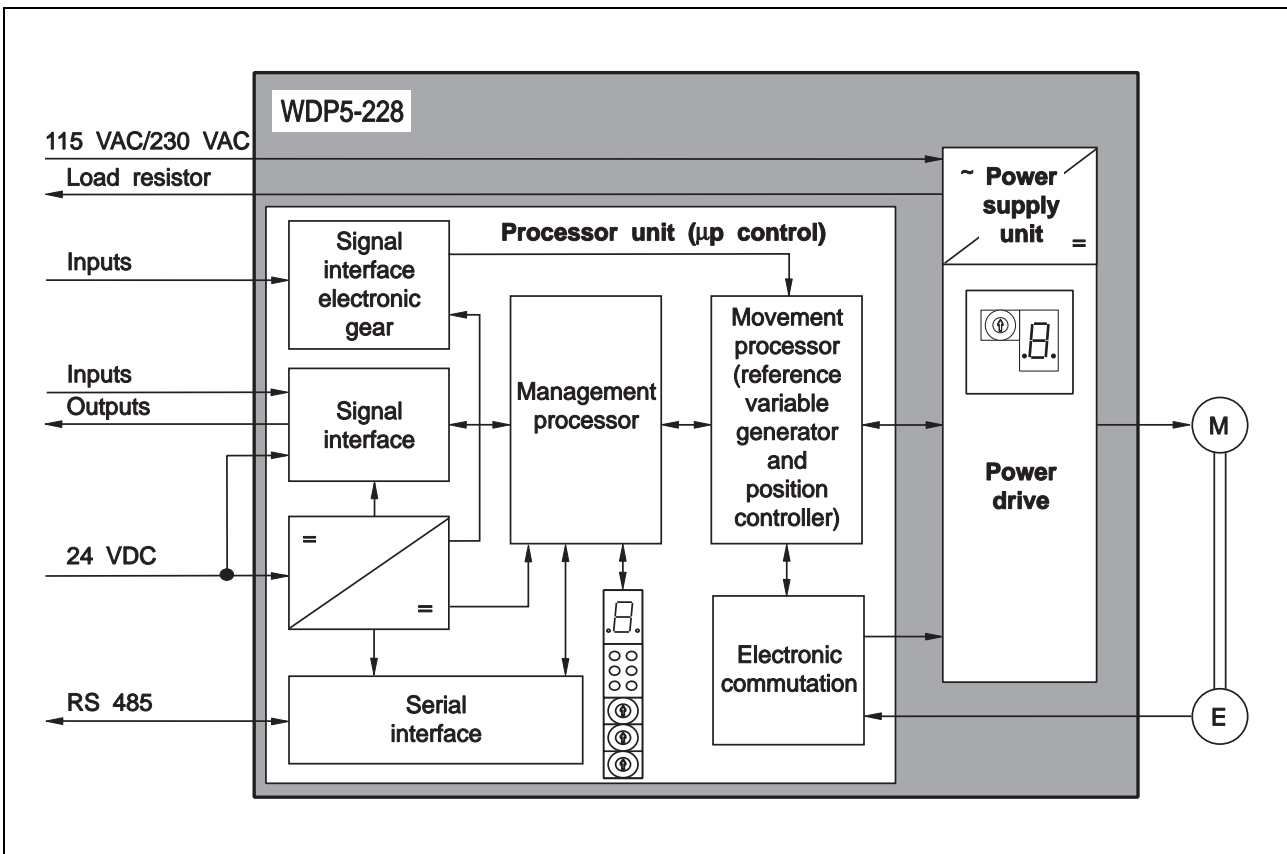 WDP5-228
115 VAC/230 VAC
Load resistor
~ Power
supply
unit
=
Processor unit (μp control)
Signal
interface
electronic
gear
Inputs
Movement
processor
(reference
variable
generator
and
position
controller)
8
Inputs
Outputs
Signal
interface
Management
processor
M
Power
drive
24 VDC
=
=
8
Electronic
commutation
RS 485
Serial
interface
E